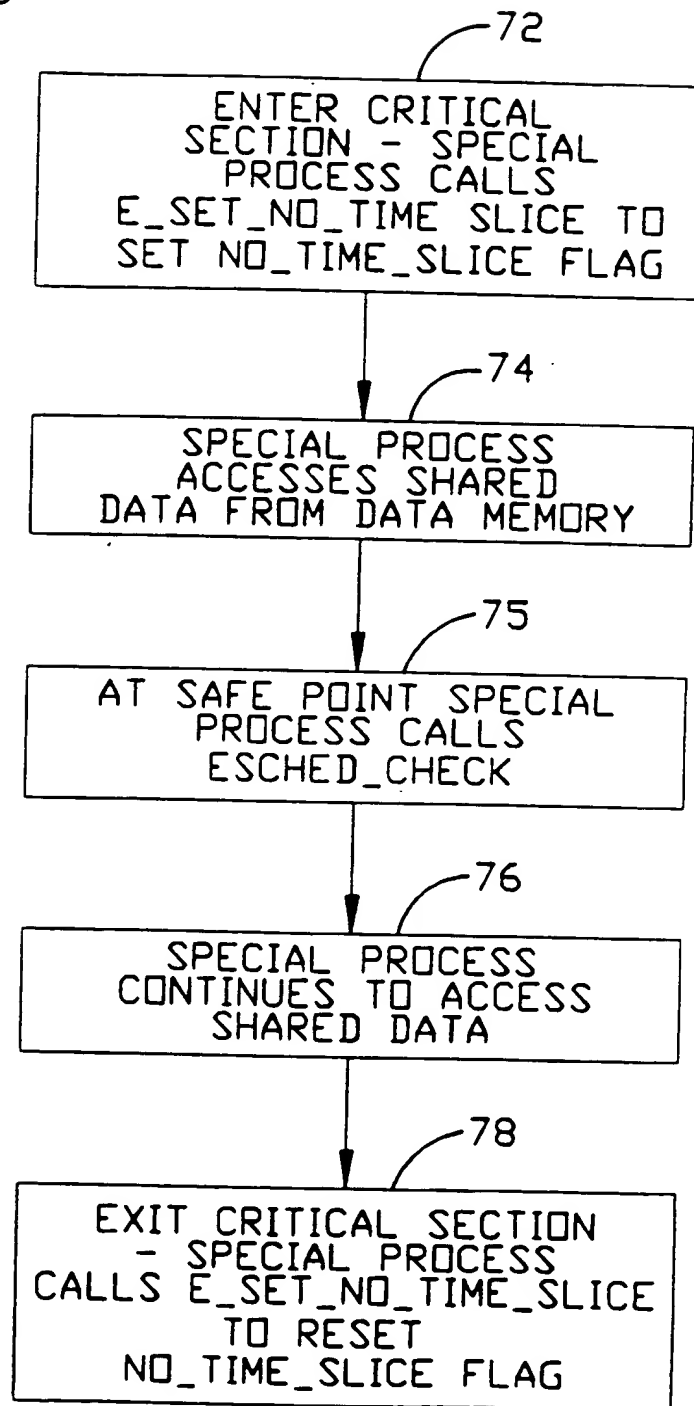 72
ENTER CRITICAL
SECTION - SPECIAL
PROCESS CALLS
E_SET_NO_TIME SLICE TO
SET NO_TIME_SLICE FLAG
74
SPECIAL PROCESS
ACCESSES SHARED
DATA FROM DATA MEMORY
75
AT SAFE POINT SPECIAL
PROCESS CALLS
ESCHED_CHECK
76
SPECIAL PROCESS
CONTINUES TO ACCESS
SHARED DATA
78
EXIT CRITICAL SECTION
- SPECIAL PROCESS
CALLS E_SET_NO_TIME_SLICE
TO RESET
NO_TIME_SLICE FLAG